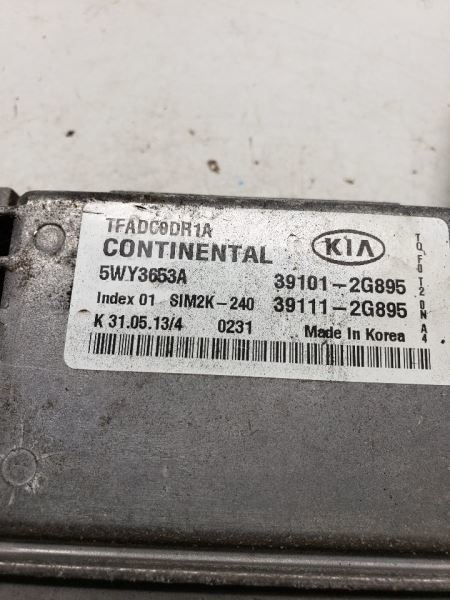 TFADC9DR1A
CONTINENTAL
KIA
5WY3653A 39101-2G895
Index 01 SIM2K-240 39111-2G895
K 31.05.13/4 0231 Made In Korea